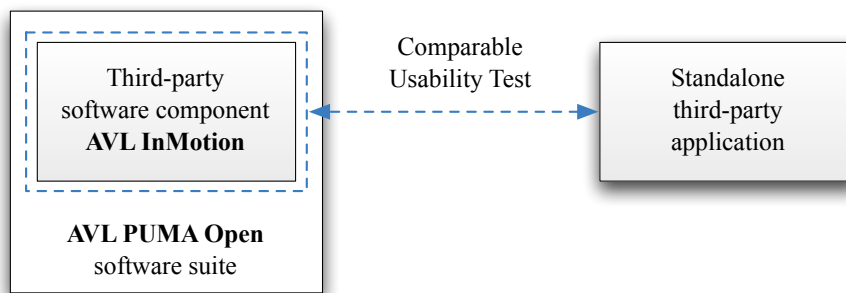 Third-party
software component
AVL InMotion
AVL PUMA Open
software suite
Comparable
Usability Test
Standalone
third-party
application